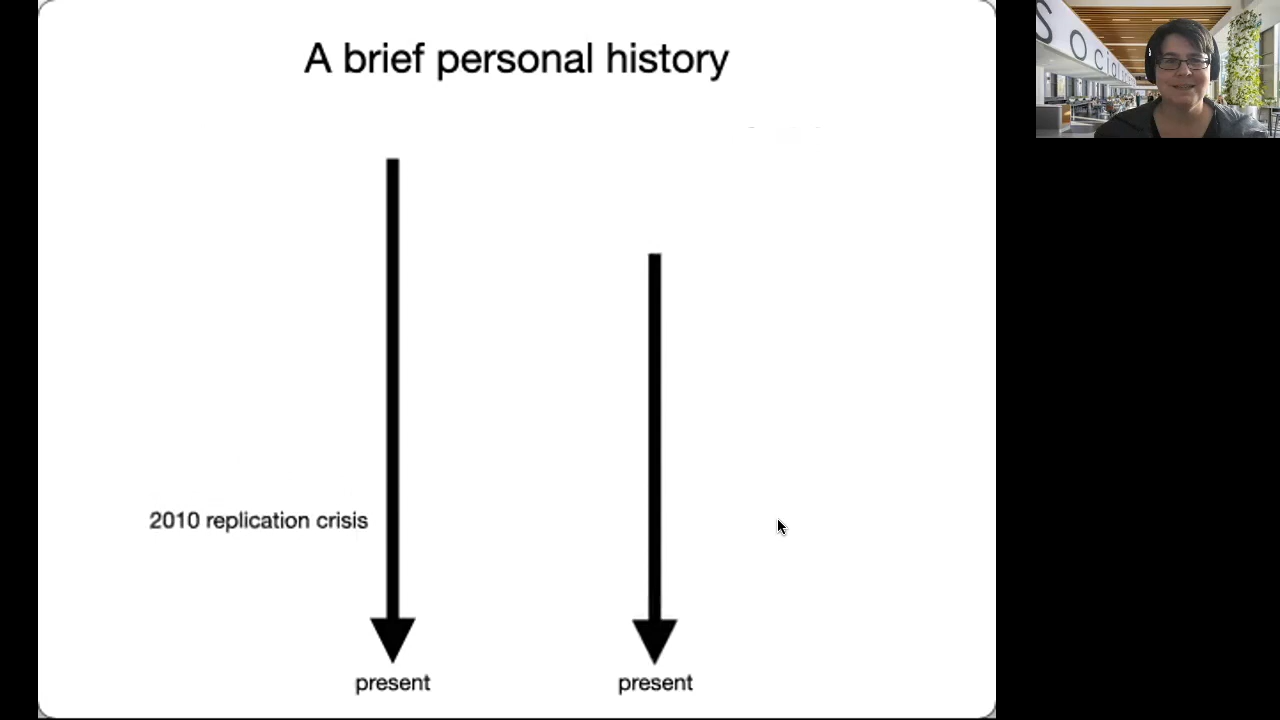 A brief personal history
2010 replication crisis
present
present